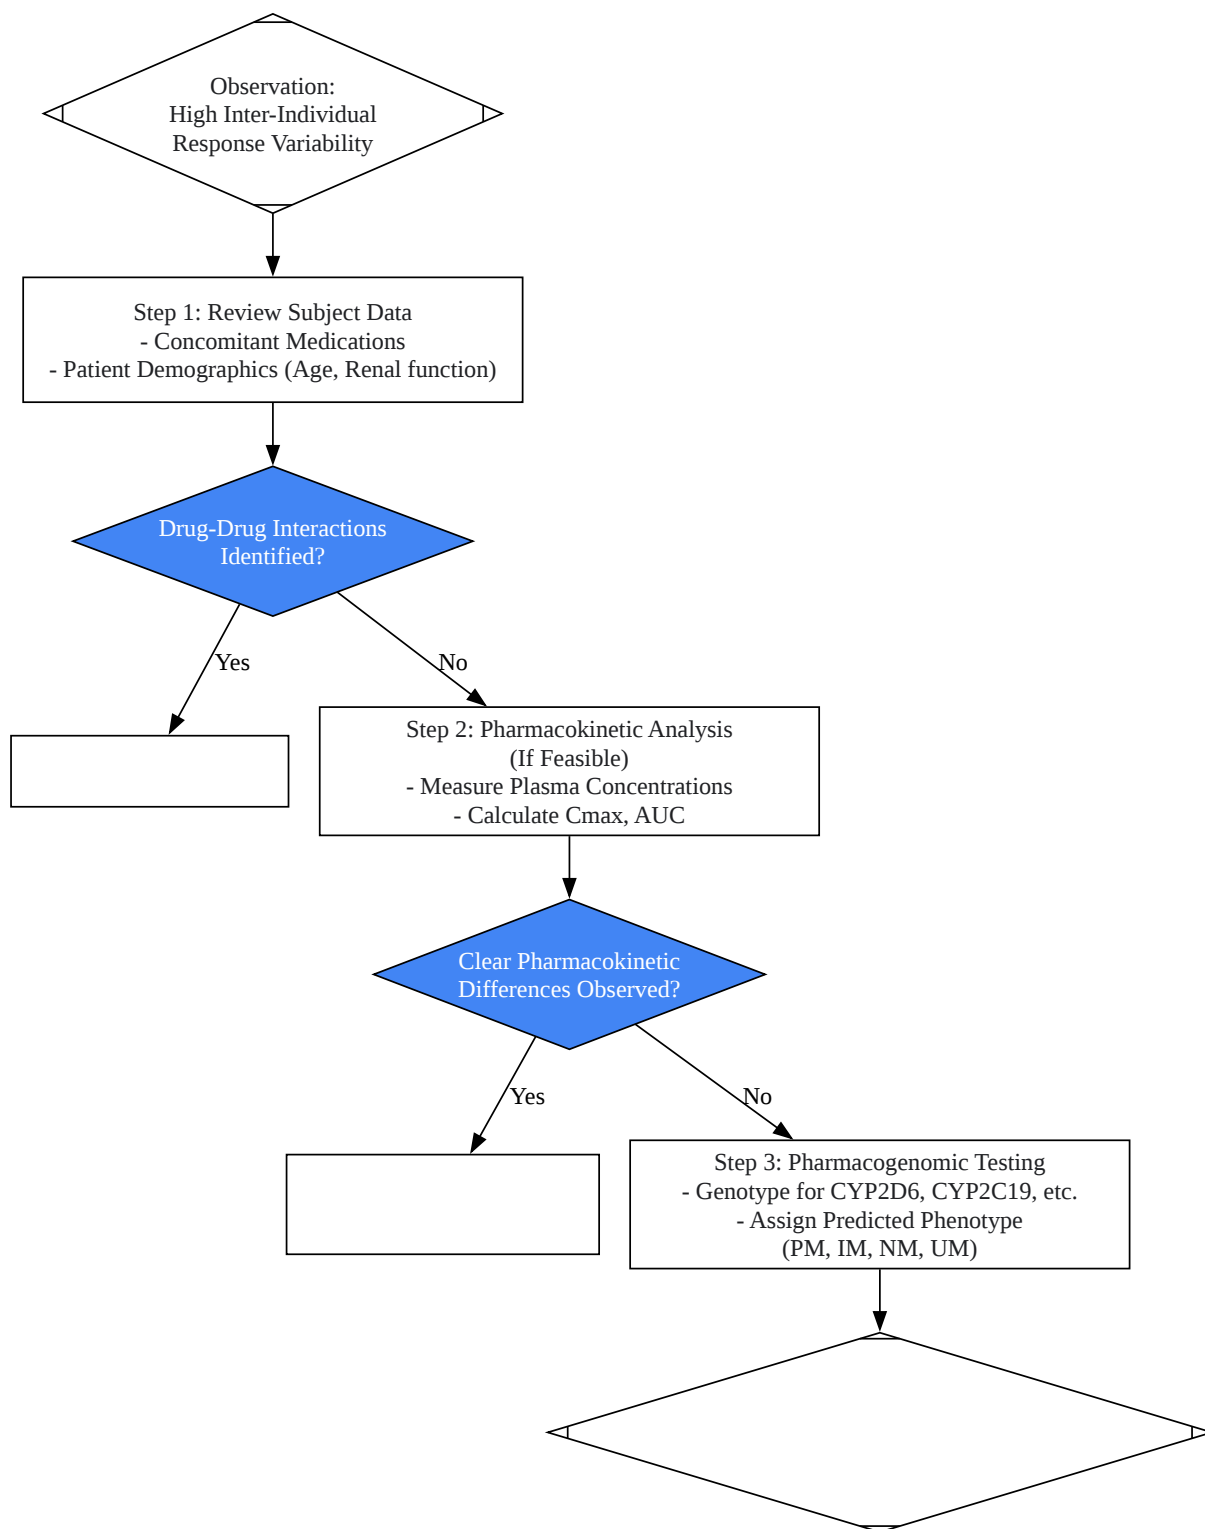 Observation:
High Inter-Individual
Response Variability
Step 1: Review Subject Data
- Concomitant Medications
- Patient Demographics (Age, Renal function)
Drug-Drug Interactions
Identified?
Yes
No
Step 2: Pharmacokinetic Analysis
(If Feasible)
- Measure Plasma Concentrations
- Calculate Cmax, AUC
Clear Pharmacokinetic
Differences Observed?
Yes
No
Step 3: Pharmacogenomic Testing
- Genotype for CYP2D6, CYP2C19, etc.
- Assign Predicted Phenotype
(PM, IM, NM, UM)